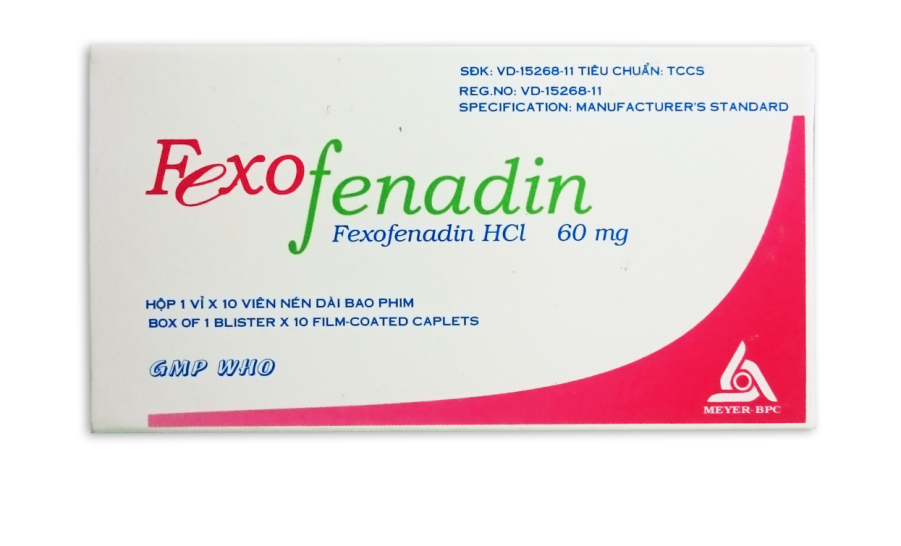 SĐK: VD-15268-11 TIÊU CHUẨN: TCCS
REG.NO: VD-15268-11
SPECIFICATION: MANUFACTURER'S STANDARD
Fexofenadin
Fexofenadin HCl 60 mg
HỘP 1 VỈ X 10 VIÊN NÉN DÀI BAO PHIM
BOX OF 1 BLISTER X 10 FILM-COATED CAPLETS
GMP WHO
MEYER-BPC